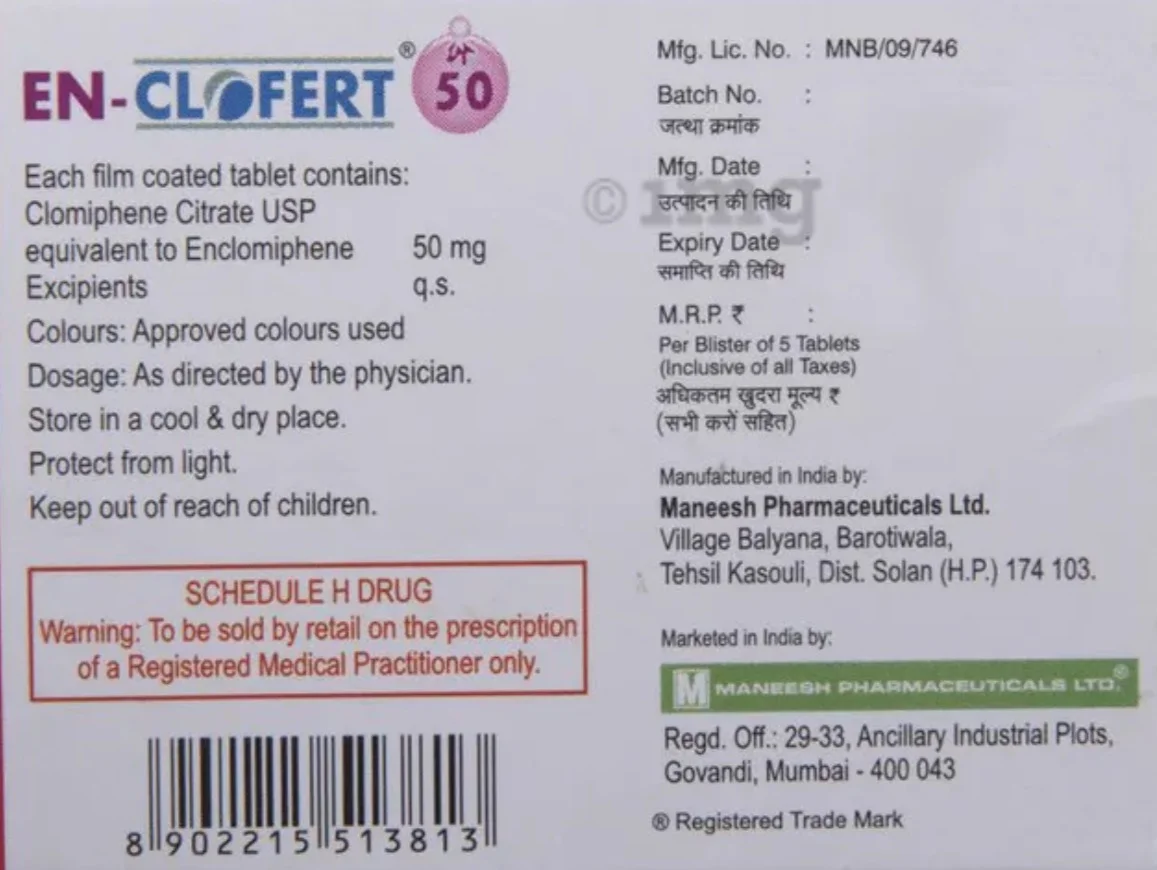 EN-CLOFERT® 50
Each film coated tablet contains:
Clomiphene Citrate USP
equivalent to Enclomiphene 50 mg
Excipients q.s.
Colours: Approved colours used
Dosage: As directed by the physician.
Store in a cool & dry place.
Protect from light.
Keep out of reach of children.
SCHEDULE H DRUG
Warning: To be sold by retail on the prescription
of a Registered Medical Practitioner only.
8 902215 513813
Mfg. Lic. No. : MNB/09/746
Batch No. :
जत्था क्रमांक
Mfg. Date :
उत्पादन की तिथि
©1mg
Expiry Date :
समाप्ति की तिथि
M.R.P. ₹ :
Per Blister of 5 Tablets
(Inclusive of all Taxes)
अधिकतम खुदरा मूल्य ₹
(सभी करों सहित)
Manufactured in India by:
Maneesh Pharmaceuticals Ltd.
Village Balyana, Barotiwala,
Tehsil Kasouli, Dist. Solan (H.P.) 174 103.
Marketed in India by:
M MANEESH PHARMACEUTICALS LTD.®
Regd. Off.: 29-33, Ancillary Industrial Plots,
Govandi, Mumbai - 400 043
® Registered Trade Mark